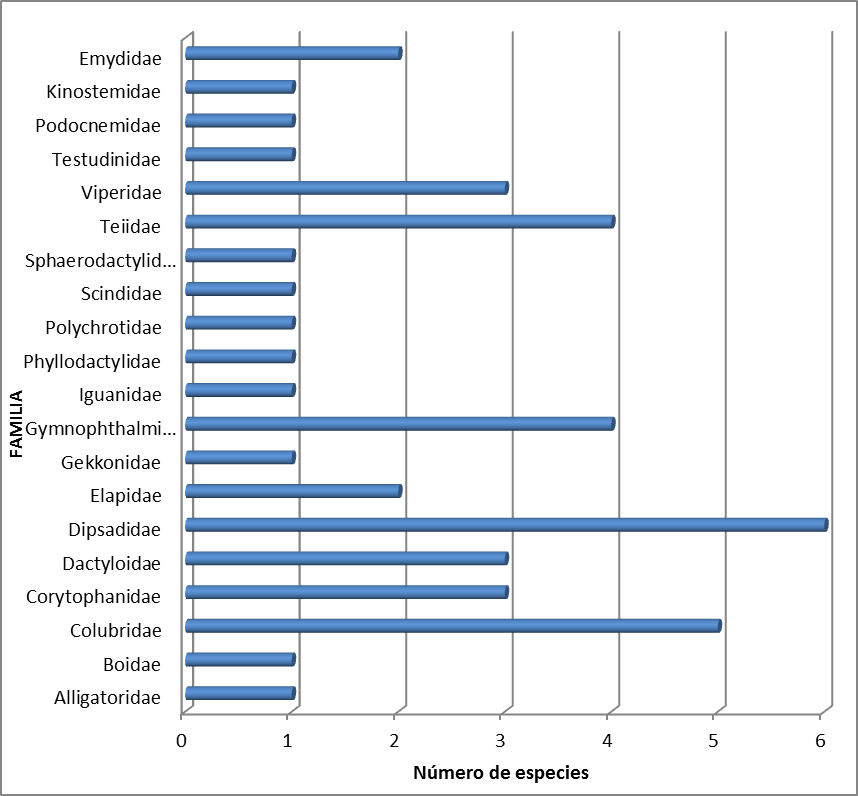 Emydidae
Kinostemidae
Podocnemidae
Testudinidae
Viperidae
Teiidae
Sphaerodactylid...
Scindidae
Polychrotidae
Phyllodactylidae
Iguanidae
Gymnophthalmi...
Gekkonidae
Elapidae
Dipsadidae
Dactyloidae
Corytophanidae
Colubridae
Boidae
Alligatoridae
FAMILIA
0 1 2 3 4 5 6
Número de especies